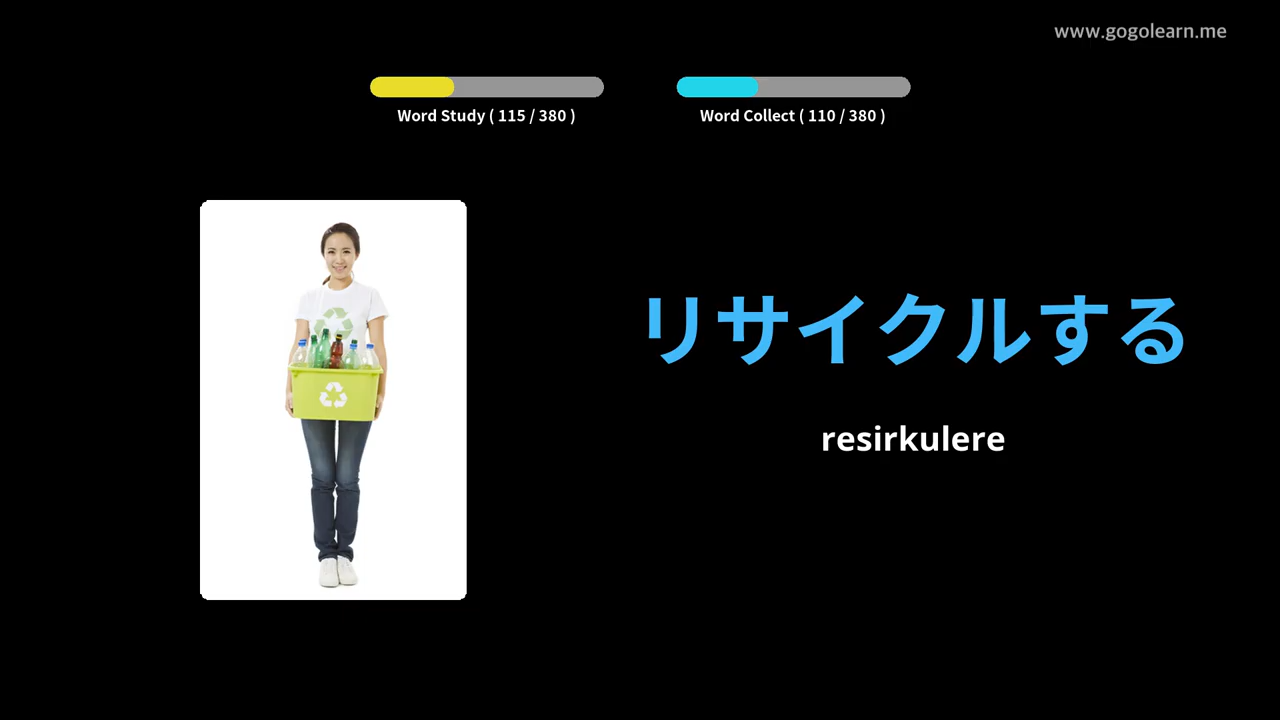 www.gogolearn.me
Word Study ( 115 / 380 )
Word Collect ( 110 / 380 )
リサイクルする
resirkulere